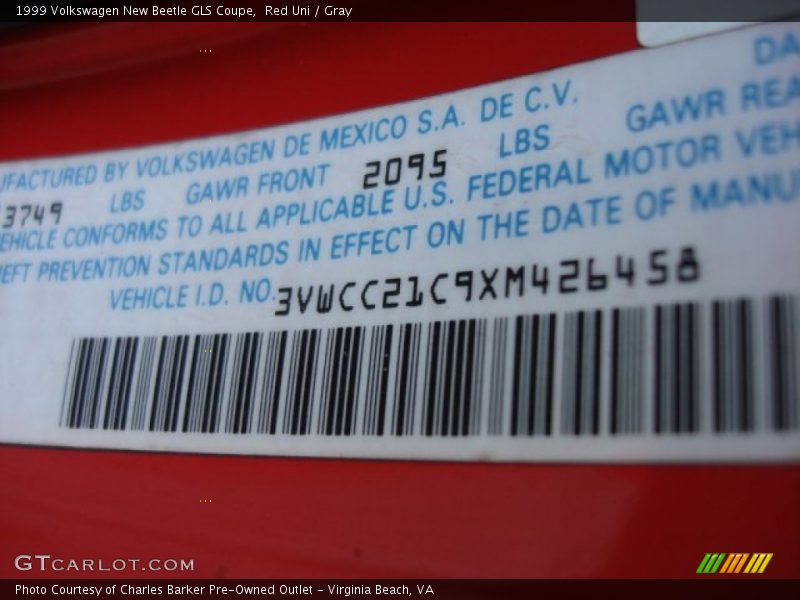 1999 Volkswagen New Beetle GLS Coupe,  Red Uni / Gray
DA
UFACTURED BY VOLKSWAGEN DE MEXICO S.A. DE C.V.
3749 LBS GAWR FRONT 2095 LBS GAWR REA
EHICLE CONFORMS TO ALL APPLICABLE U.S. FEDERAL MOTOR VEH
EFT PREVENTION STANDARDS IN EFFECT ON THE DATE OF MANU
VEHICLE I.D. NO. 3VWCC21C9XM426458
GTCARLOT.COM
Photo Courtesy of Charles Barker Pre-Owned Outlet - Virginia Beach, VA